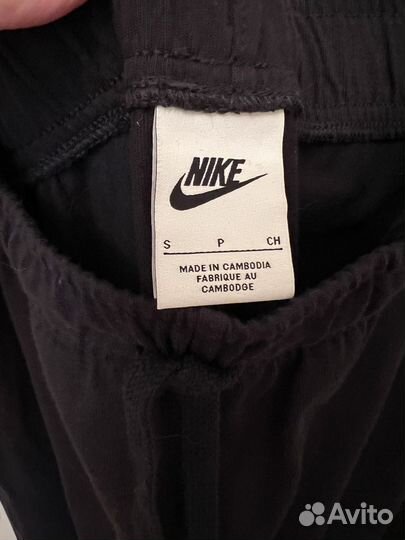 NIKE
S P CH
MADE IN CAMBODIA
FABRIQUE AU
CAMBODGE
Avito